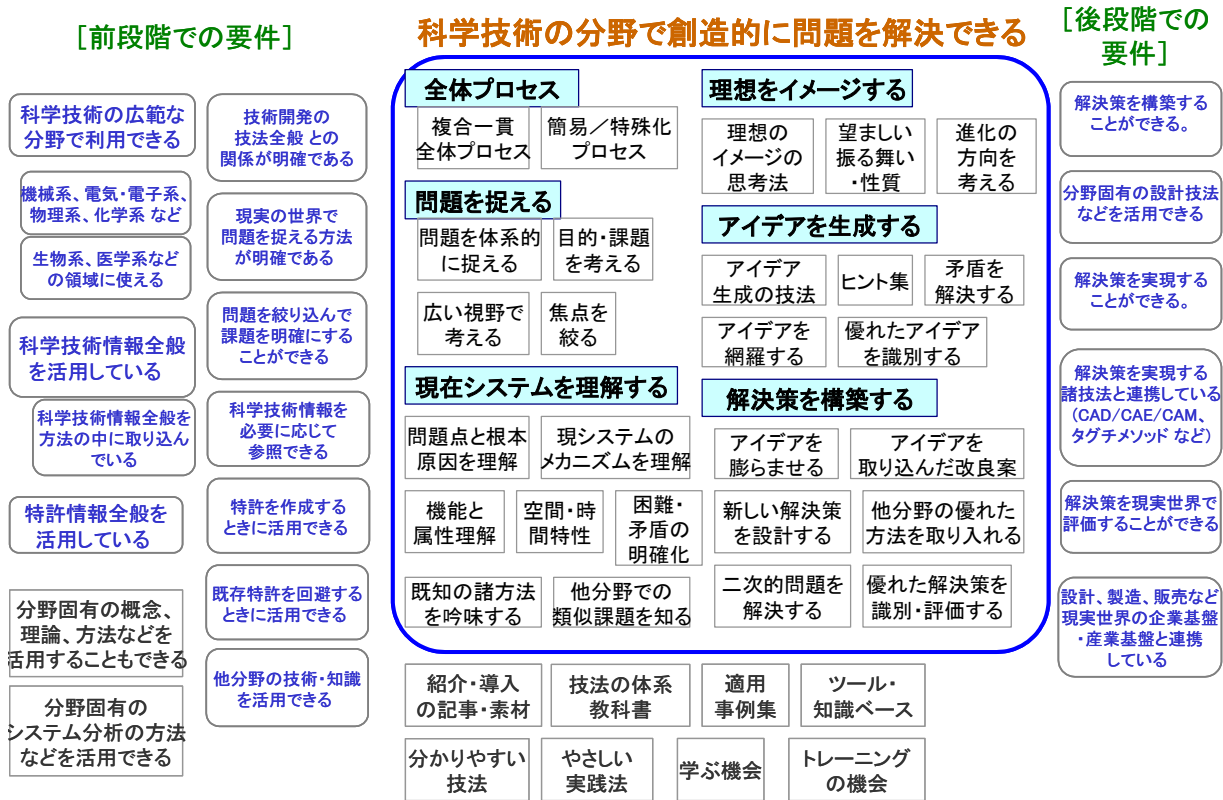 [前段階での要件]
科学技術の分野で創造的に問題を解決できる
[後段階での
要件]
科学技術の広範な
分野で利用できる
機械系、電気・電子系、
物理系、化学系 など
生物系、医学系など
の領域に使える
科学技術情報全般
を活用している
科学技術情報全般を
方法の中に取り込ん
でいる
特許情報全般を
活用している
分野固有の概念、
理論、方法などを
活用することもできる
分野固有の
システム分析の方法
などを活用できる
技術開発の
技法全般 との
関係が明確である
現実の世界で
問題を捉える方法
が明確である
問題を絞り込んで
課題を明確にする
ことができる
科学技術情報を
必要に応じて
参照できる
特許を作成する
ときに活用できる
既存特許を回避する
ときに活用できる
他分野の技術・知識
を活用できる
全体プロセス
複合一貫
全体プロセス
簡易／特殊化
プロセス
問題を捉える
問題を体系的
に捉える
目的・課題
を考える
広い視野で
考える
焦点を
絞る
現在システムを理解する
問題点と根本
原因を理解
現システムの
メカニズムを理解
機能と
属性理解
空間・時
間特性
困難・
矛盾の
明確化
既知の諸方法
を吟味する
他分野での
類似課題を知る
理想をイメージする
理想の
イメージの
思考法
望ましい
振る舞い
・性質
進化の
方向を
考える
アイデアを生成する
アイデア
生成の技法
ヒント集
矛盾を
解決する
アイデアを
網羅する
優れたアイデア
を識別する
解決策を構築する
アイデアを
膨らませる
アイデアを
取り込んだ改良案
新しい解決策
を設計する
他分野の優れた
方法を取り入れる
二次的問題を
解決する
優れた解決策を
識別・評価する
紹介・導入
の記事・素材
技法の体系
教科書
適用
事例集
ツール・
知識ベース
分かりやすい
技法
やさしい
実践法
学ぶ機会
トレーニング
の機会
解決策を構築する
ことができる。
分野固有の設計技法
などを活用できる
解決策を実現する
ことができる。
解決策を実現する
諸技法と連携している
(CAD/CAE/CAM、
タグチメソッド など)
解決策を現実世界で
評価することができる
設計、製造、販売など
現実世界の企業基盤
・産業基盤と連携
している